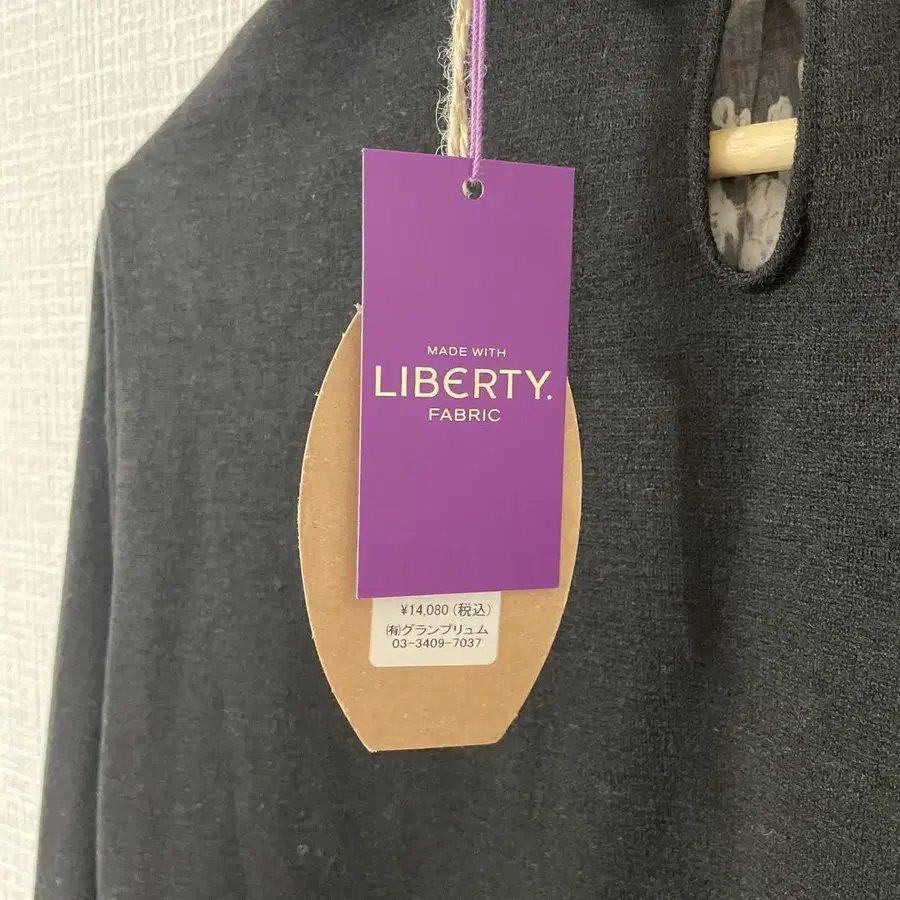 MADE WITH
LIBERTY.
FABRIC
¥14,080(税込)
㈲グランプリュム
03-3409-7037